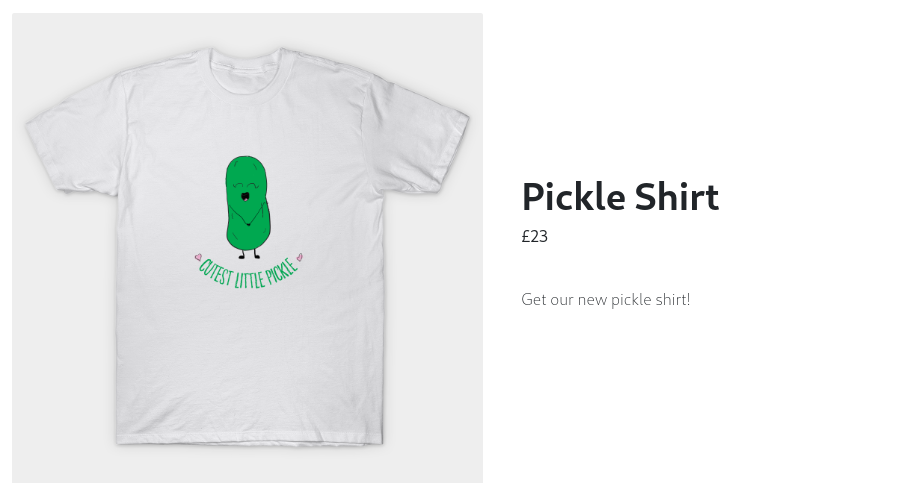 CUTEST LITTLE PICKLE
Pickle Shirt
£23
Get our new pickle shirt!